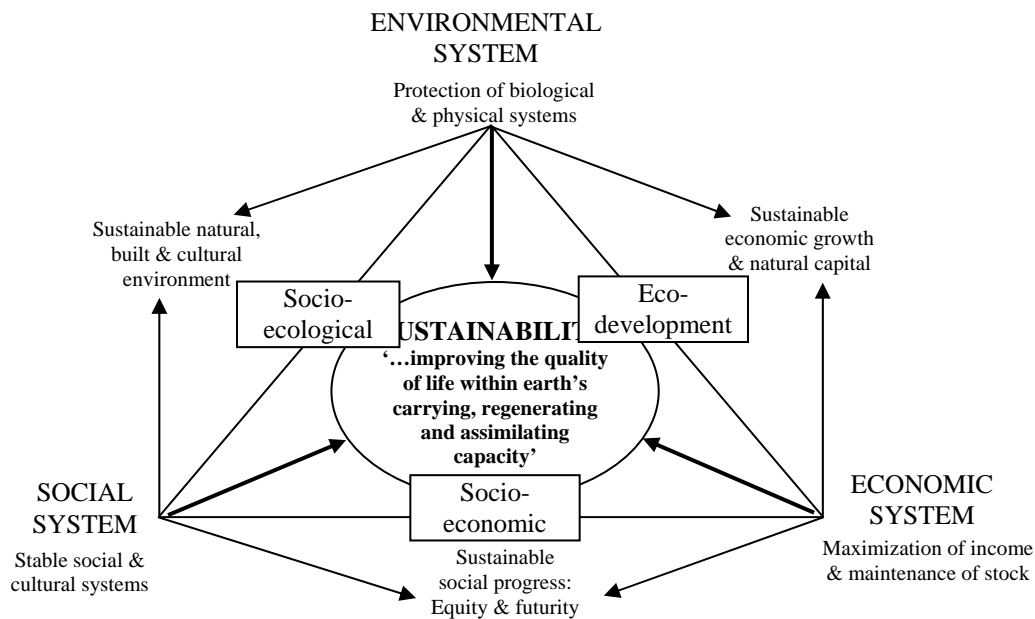 ENVIRONMENTAL
SYSTEM
Protection of biological
& physical systems
Sustainable natural,
built & cultural
environment
Sustainable
economic growth
& natural capital
Socio-
ecological
Eco-
development
USTAINABILIT
‘…improving the quality
of life within earth’s
carrying, regenerating
and assimilating
capacity’
SOCIAL
SYSTEM
Stable social &
cultural systems
Socio-
economic
Sustainable
social progress:
Equity & futurity
ECONOMIC
SYSTEM
Maximization of income
& maintenance of stock